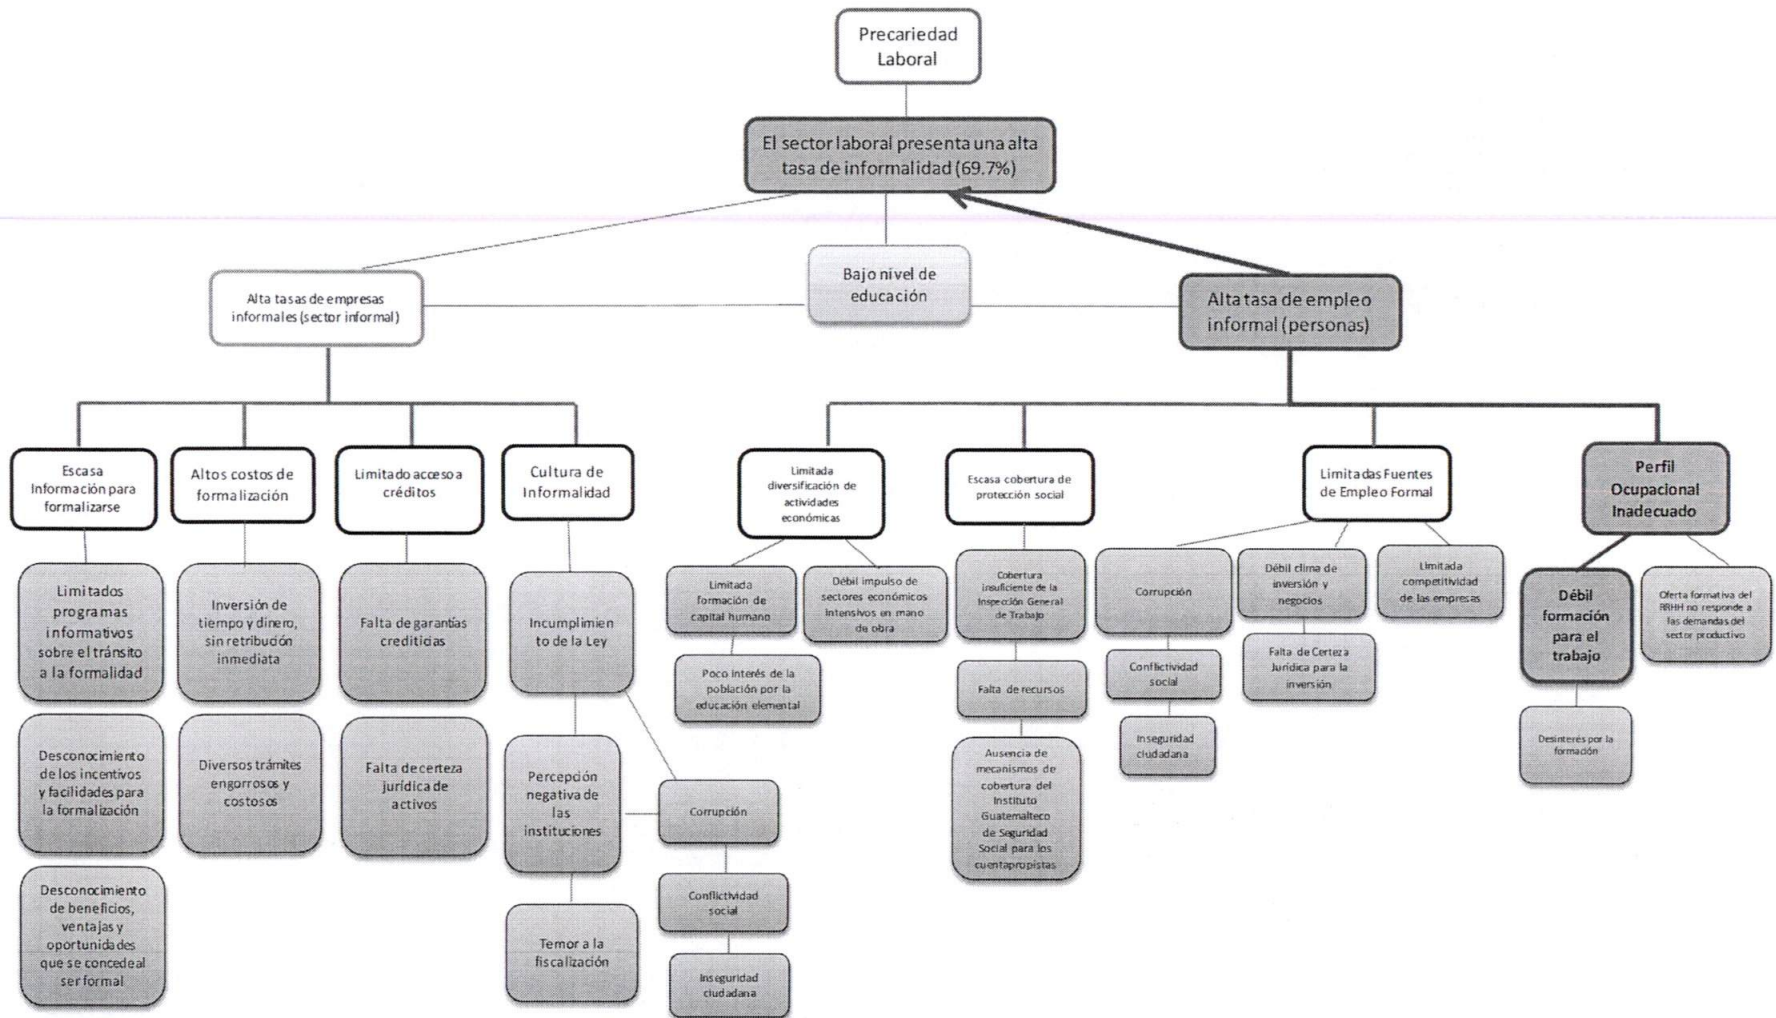 Precariedad
Laboral
El sector laboral presenta una alta
tasa de informalidad (69.7%)
Bajo nivel de
educación
Alta tasas de empresas
informales (sector informal)
Alta tasa de empleo
informal (personas)
Escasa
Información para
formalizarse
Altos costos de
formalización
Limitado acceso a
créditos
Cultura de
Informalidad
Limitada
diversificación de
actividades
económicas
Escasa cobertura de
protección social
Limitadas Fuentes
de Empleo Formal
Perfil
Ocupacional
Inadecuado
Limitados
programas
informativos
sobre el tránsito
a la formalidad
Inversión de
tiempo y dinero,
sin retribución
inmediata
Falta de garantías
crediticias
Incumplimien
to de la Ley
Limitada
formación de
capital humano
Débil impulso de
sectores económicos
intensivos en mano
de obra
Cobertura
insuficiente de la
Inspección General
de Trabajo
Corrupción
Débil clima de
inversión y
negocios
Limitada
competitividad
de las empresas
Débil
formación
para el
trabajo
Oferta formativa del
RRHH no responde a
las demandas del
sector productivo
Poco interés de la
población por la
educación elemental
Falta de recursos
Conflictividad
social
Falta de Certeza
Jurídica para la
inversión
Desconocimiento
de los incentivos
y facilidades para
la formalización
Diversos trámites
engorrosos y
costosos
Falta de certeza
jurídica de
activos
Percepción
negativa de
las
instituciones
Corrupción
Ausencia de
mecanismos de
cobertura del
Instituto
Guatemalteco
de Seguridad
Social para los
cuentapropistas
Inseguridad
ciudadana
Desinterés por la
formación
Desconocimiento
de beneficios,
ventajas y
oportunidades
que se concede al
ser formal
Temor a la
fiscalización
Conflictividad
social
Inseguridad
ciudadana